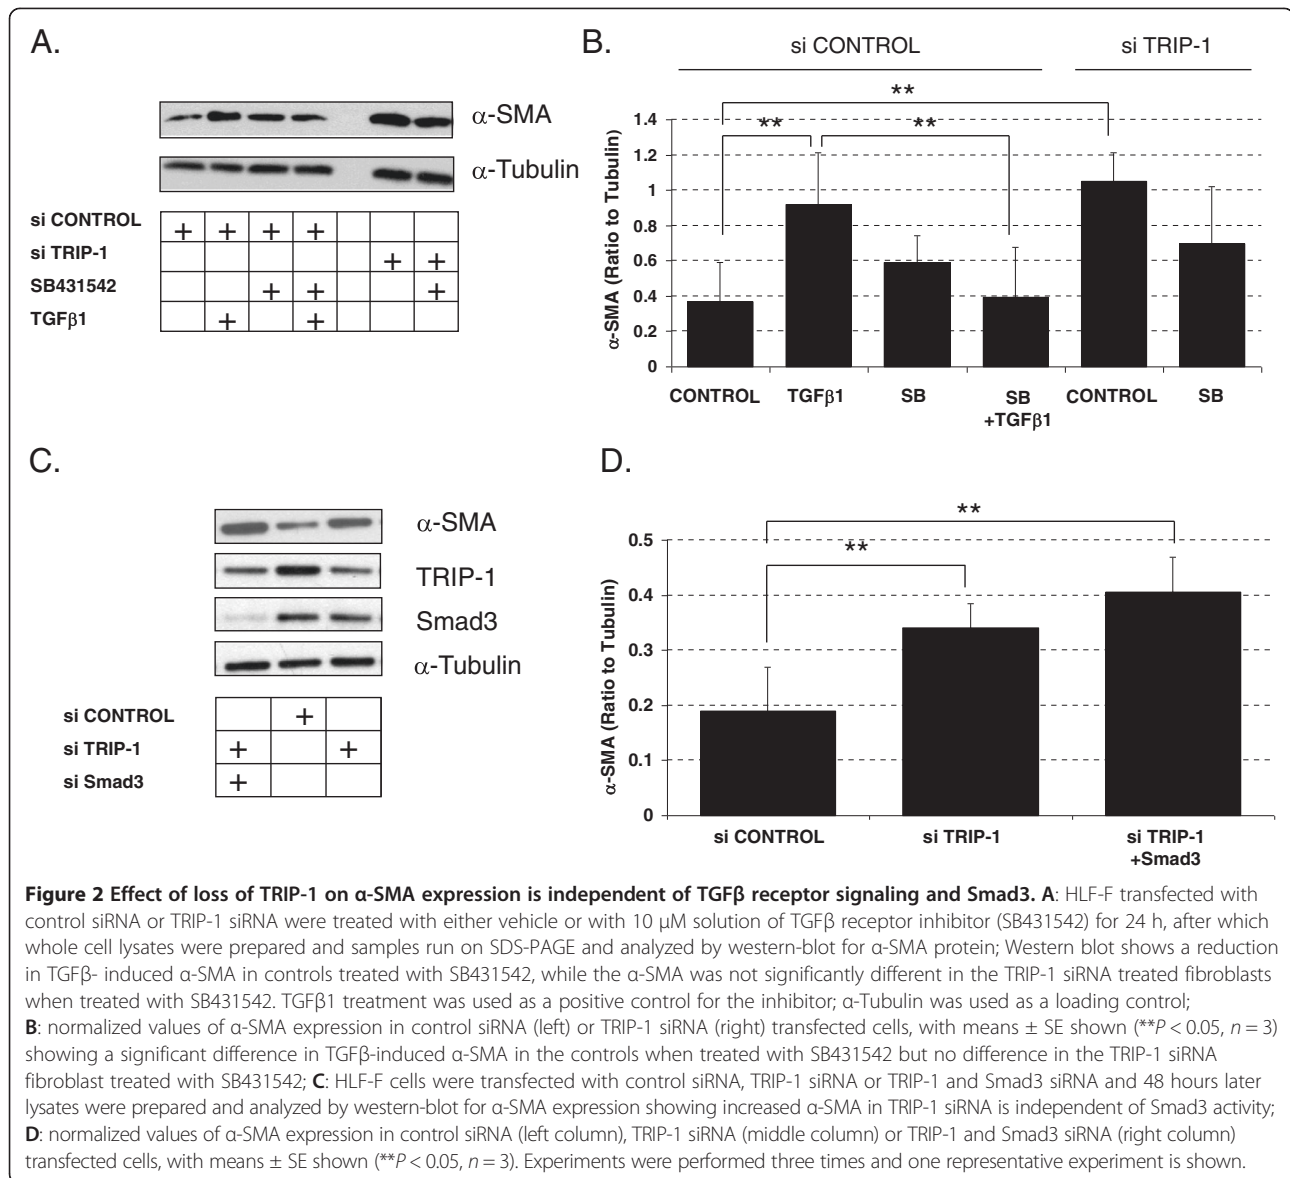 A.
α-SMA
α-Tubulin
si CONTROL + + + +
si TRIP-1 + +
SB431542 + + +
TGFβ1 + +
B.
si CONTROL si TRIP-1
**
** **
α-SMA (Ratio to Tubulin)
1.4
1.2
1
0.8
0.6
0.4
0.2
0
CONTROL TGFβ1 SB SB CONTROL SB
+TGFβ1
C.
α-SMA
TRIP-1
Smad3
α-Tubulin
si CONTROL +
si TRIP-1 + +
si Smad3 +
D.
**
**
α-SMA (Ratio to Tubulin)
0.5
0.4
0.3
0.2
0.1
0
si CONTROL si TRIP-1 si TRIP-1
+Smad3
Figure 2 Effect of loss of TRIP-1 on α-SMA expression is independent of TGFβ receptor signaling and Smad3. A: HLF-F transfected with
control siRNA or TRIP-1 siRNA were treated with either vehicle or with 10 μM solution of TGFβ receptor inhibitor (SB431542) for 24 h, after which
whole cell lysates were prepared and samples run on SDS-PAGE and analyzed by western-blot for α-SMA protein; Western blot shows a reduction
in TGFβ- induced α-SMA in controls treated with SB431542, while the α-SMA was not significantly different in the TRIP-1 siRNA treated fibroblasts
when treated with SB431542. TGFβ1 treatment was used as a positive control for the inhibitor; α-Tubulin was used as a loading control;
B: normalized values of α-SMA expression in control siRNA (left) or TRIP-1 siRNA (right) transfected cells, with means ± SE shown (**P < 0.05, n = 3)
showing a significant difference in TGFβ-induced α-SMA in the controls when treated with SB431542 but no difference in the TRIP-1 siRNA
fibroblast treated with SB431542; C: HLF-F cells were transfected with control siRNA, TRIP-1 siRNA or TRIP-1 and Smad3 siRNA and 48 hours later
lysates were prepared and analyzed by western-blot for α-SMA expression showing increased α-SMA in TRIP-1 siRNA is independent of Smad3 activity;
D: normalized values of α-SMA expression in control siRNA (left column), TRIP-1 siRNA (middle column) or TRIP-1 and Smad3 siRNA (right column)
transfected cells, with means ± SE shown (**P < 0.05, n = 3). Experiments were performed three times and one representative experiment is shown.